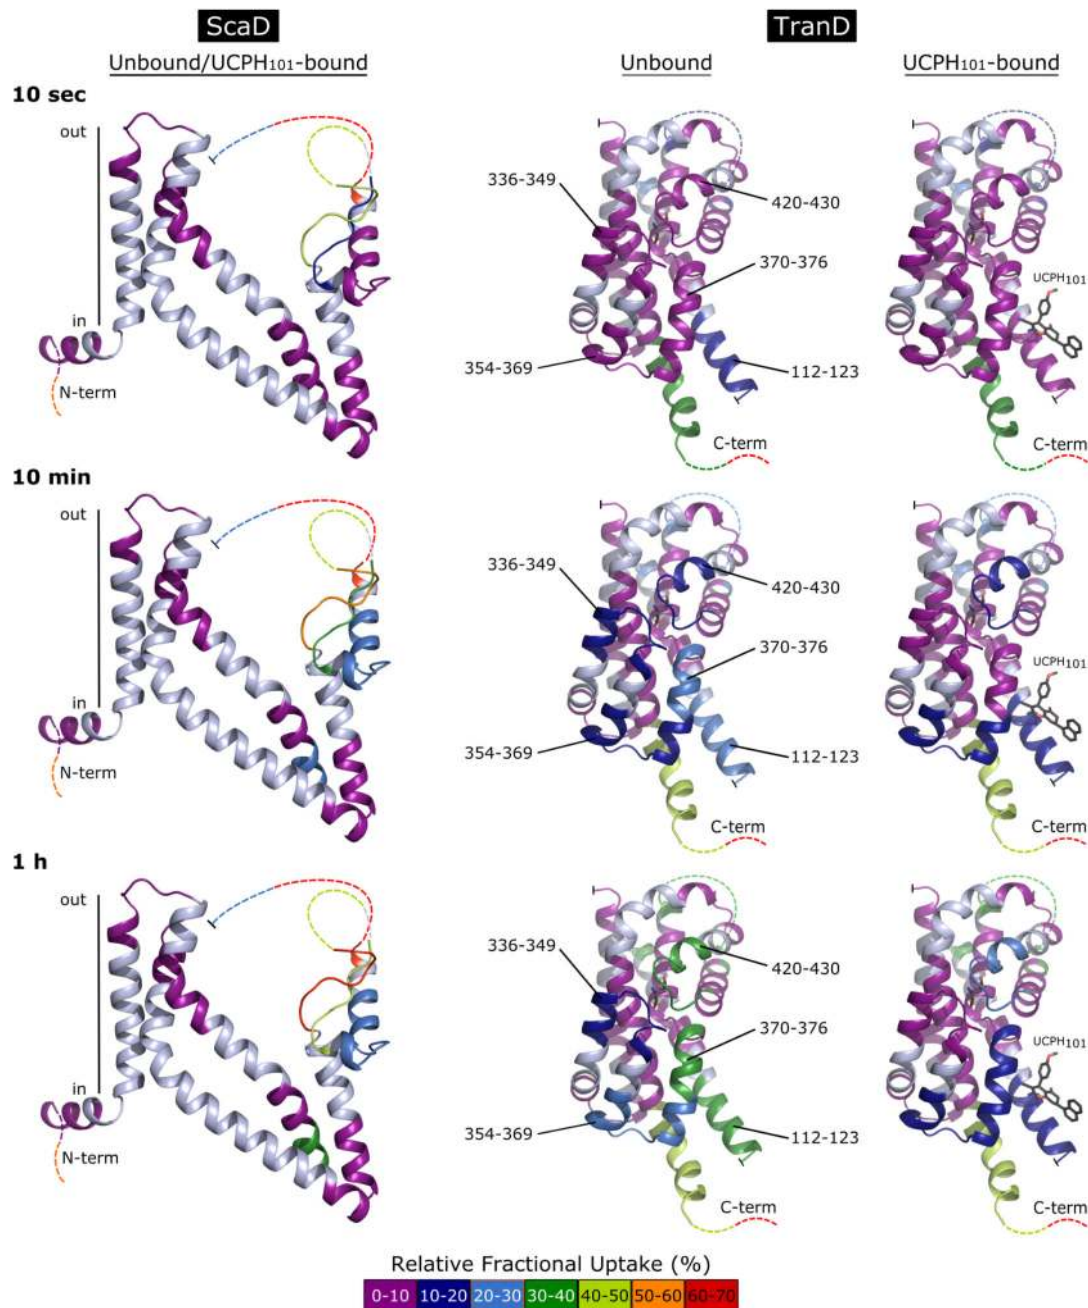 ScaD
TranD
Unbound/UCPH101-bound
Unbound
UCPH101-bound
10 sec
out
in
N-term
336-349
420-430
370-376
354-369
112-123
C-term
UCPH101
C-term
10 min
out
in
N-term
336-349
420-430
370-376
354-369
112-123
C-term
UCPH101
C-term
1 h
out
in
N-term
336-349
420-430
370-376
354-369
112-123
C-term
UCPH101
C-term
Relative Fractional Uptake (%)
0-10 10-20 20-30 30-40 40-50 50-60 60-70